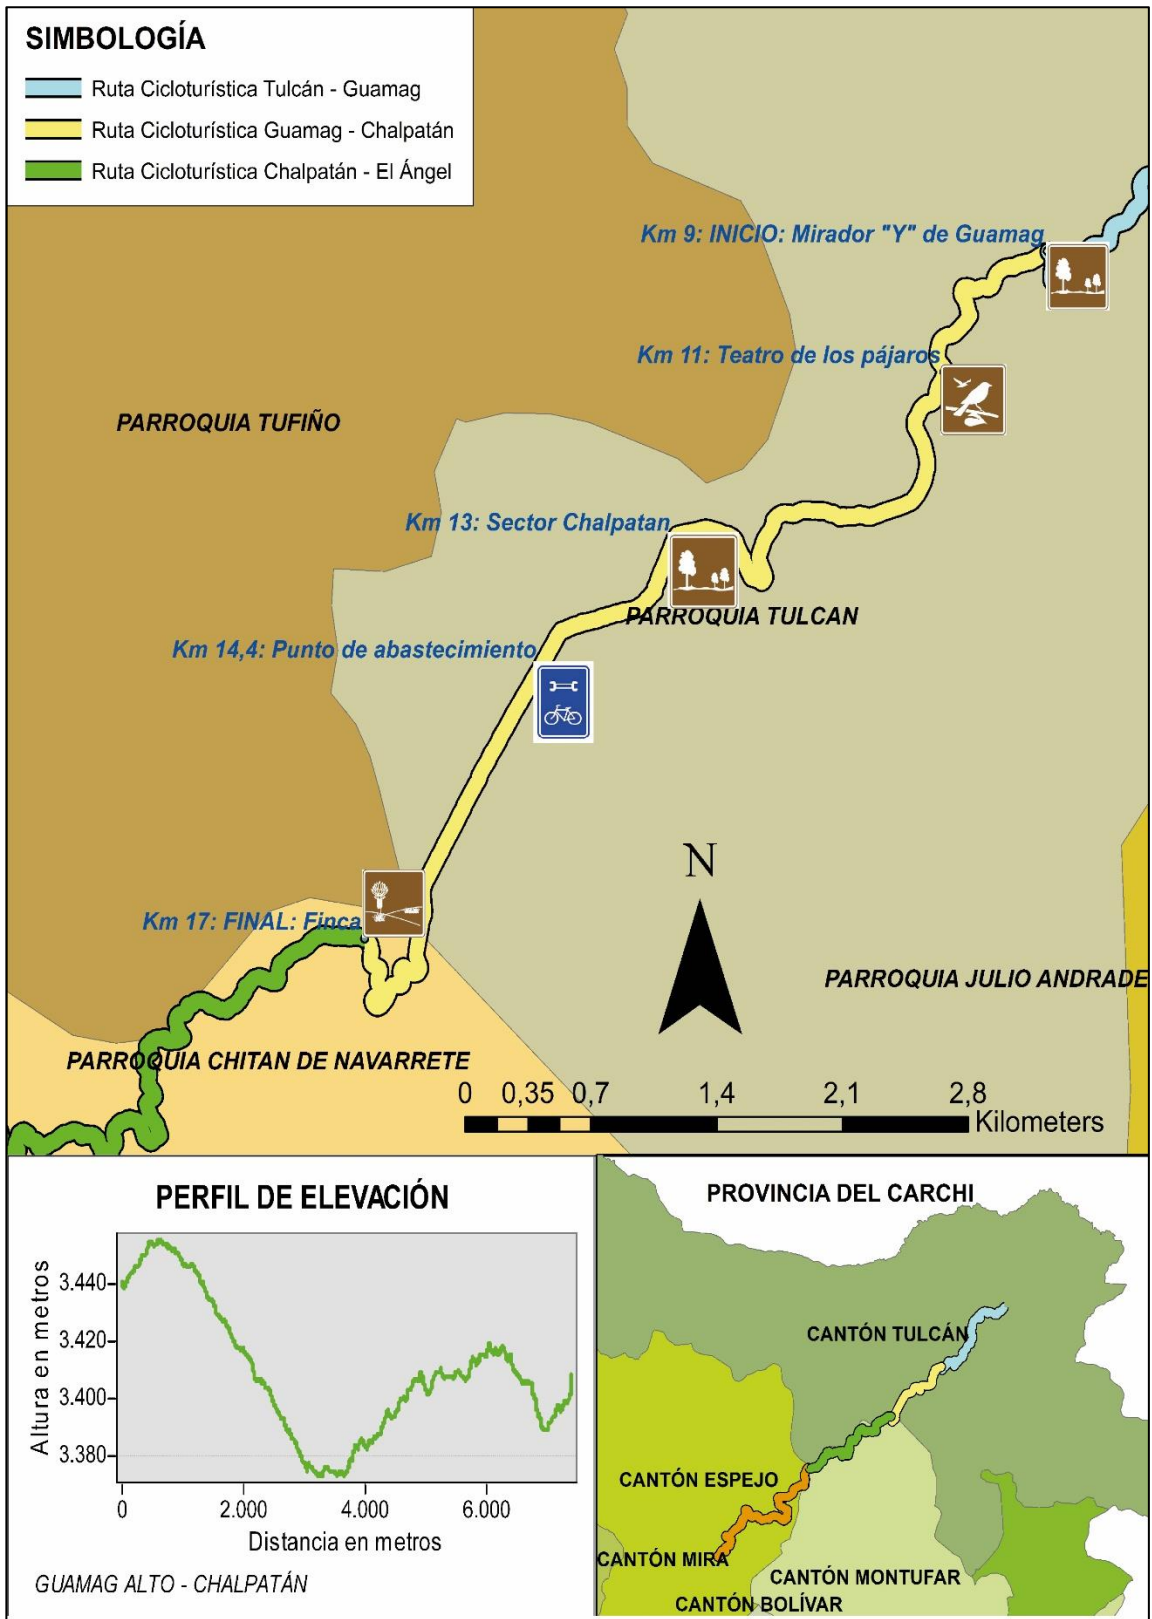 SIMBOLOGÍA
Ruta Cicloturística Tulcán - Guamag
Ruta Cicloturística Guamag - Chalpatán
Ruta Cicloturística Chalpatán - El Ángel
Km 9: INICIO: Mirador "Y" de Guamag
Km 11: Teatro de los pájaros
PARROQUIA TUFIÑO
Km 13: Sector Chalpatan
PARROQUIA TULCAN
Km 14,4: Punto de abastecimiento
N
Km 17: FINAL: Finca
PARROQUIA JULIO ANDRADE
PARROQUIA CHITAN DE NAVARRETE
0 0,35 0,7 1,4 2,1 2,8
Kilometers
PERFIL DE ELEVACIÓN
Altura en metros
3.440
3.420
3.400
3.380
0 2.000 4.000 6.000
Distancia en metros
GUAMAG ALTO - CHALPATÁN
PROVINCIA DEL CARCHI
CANTÓN TULCÁN
CANTÓN ESPEJO
CANTÓN MIRA
CANTÓN MONTUFAR
CANTÓN BOLÍVAR